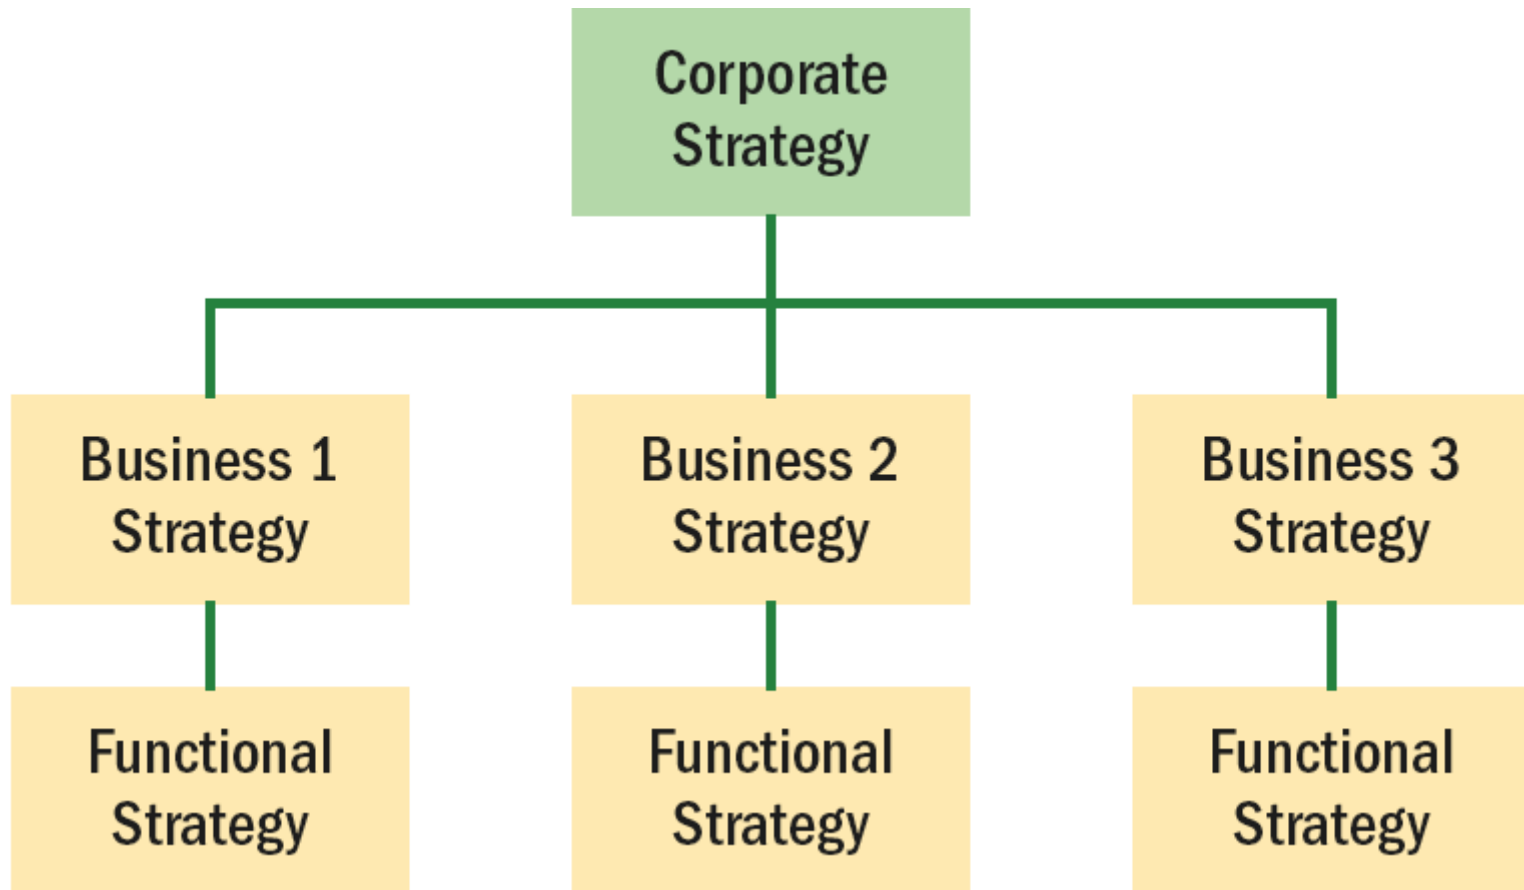 Corporate
Strategy
Business 1
Strategy
Business 2
Strategy
Business 3
Strategy
Functional
Strategy
Functional
Strategy
Functional
Strategy